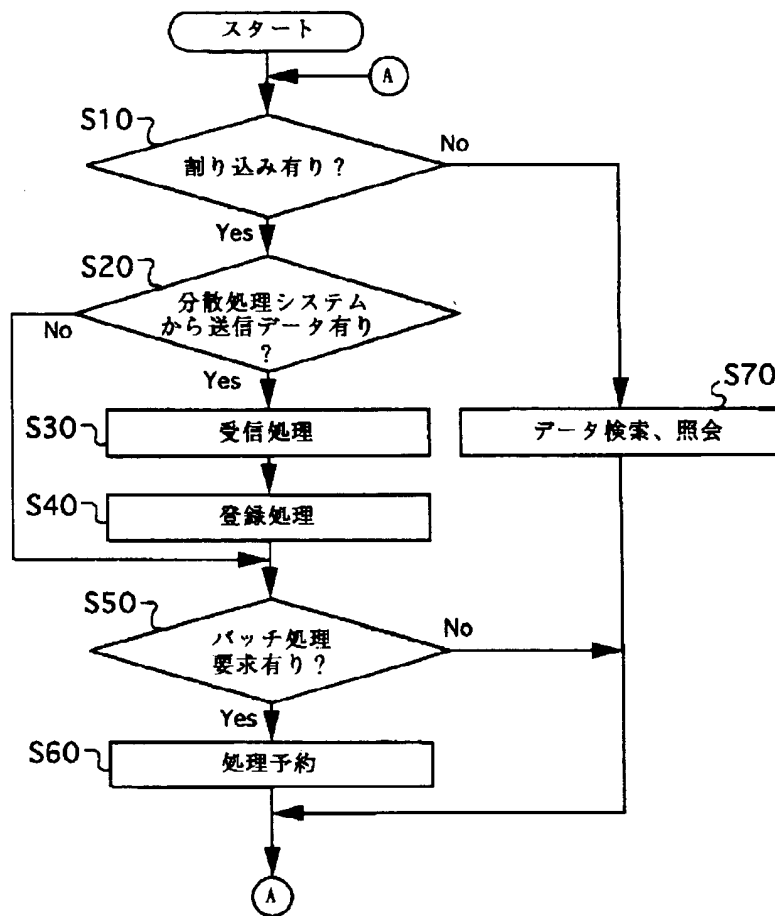 スタート
A
S10
割り込み有り？
No
Yes
S20
分散処理システム
から送信データ有り
？
No
Yes
S30
受信処理
S70
データ検索、照会
S40
登録処理
S50
バッチ処理
要求有り？
No
Yes
S60
処理予約
A